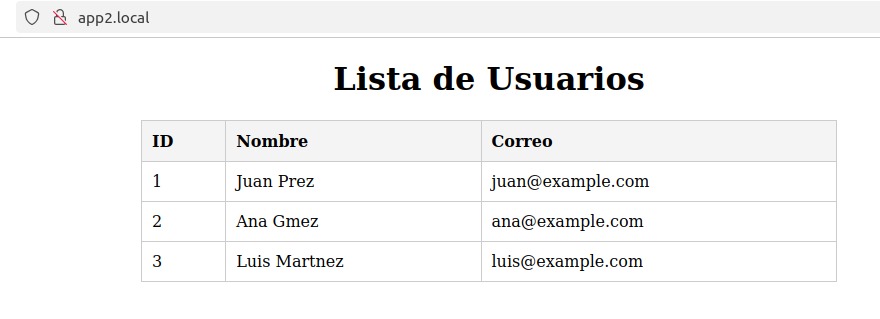 app2.local
Lista de Usuarios
ID Nombre Correo
1 Juan Prez juan@example.com
2 Ana Gmez ana@example.com
3 Luis Martnez luis@example.com